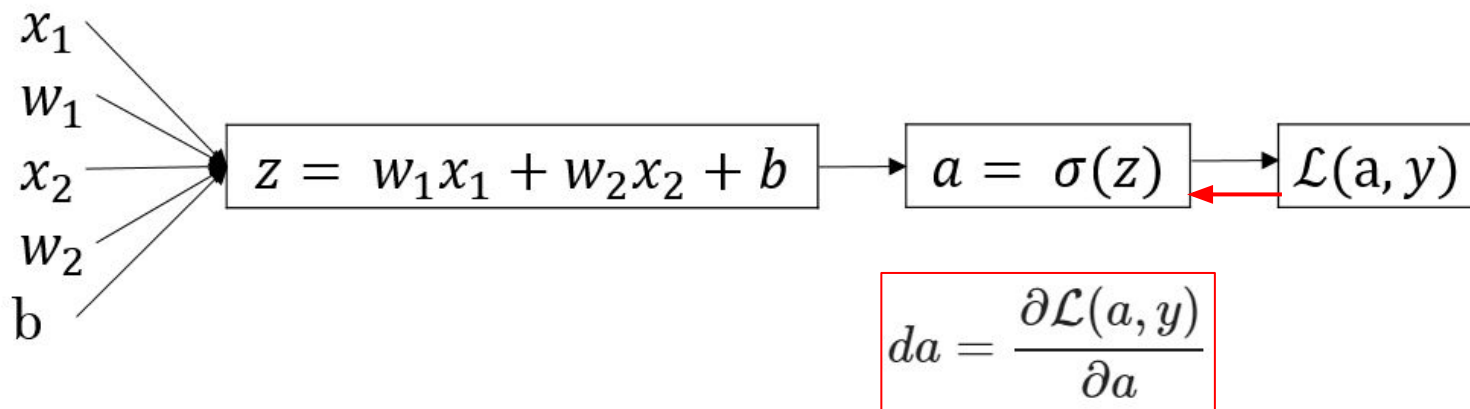 x₁
w₁
x₂
w₂
b
z = w₁x₁ + w₂x₂ + b
a = σ(z)
ℒ(a, y)
da = ∂ℒ(a, y) / ∂a